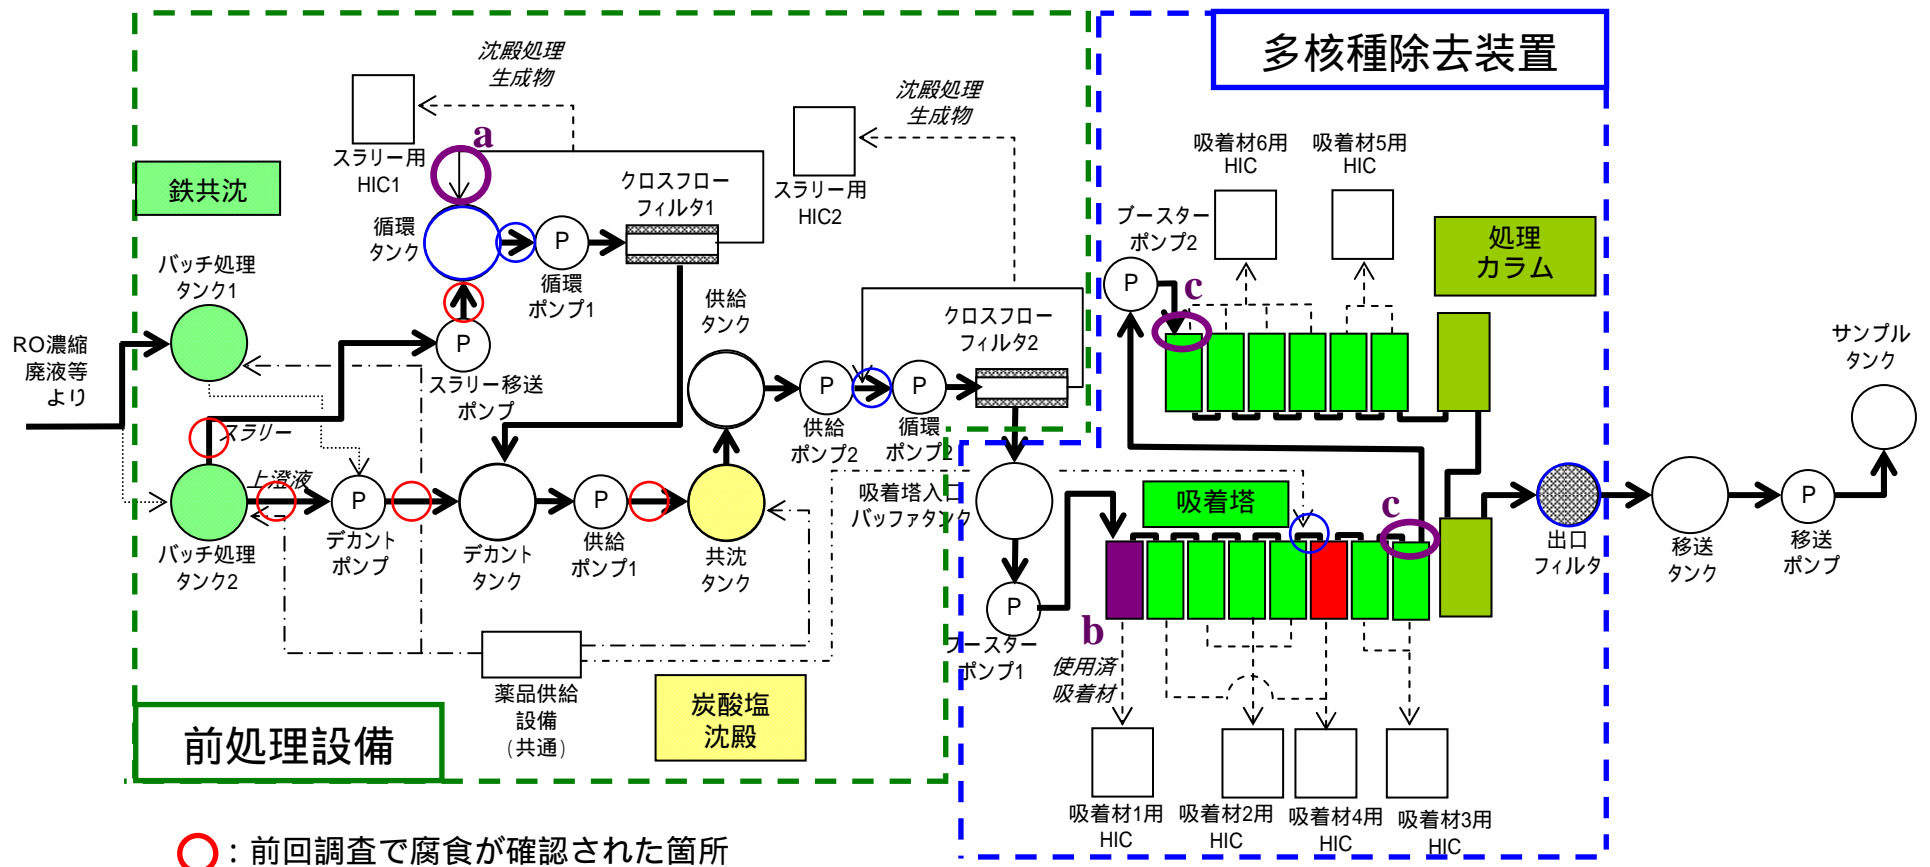 多核種除去装置
沈殿処理
生成物
沈殿処理
生成物
a
スラリー用
HIC1
スラリー用
HIC2
吸着材6用
HIC
吸着材5用
HIC
鉄共沈
クロスフロー
フィルタ1
循環
タンク
P
循環
ポンプ1
ブースター
ポンプ2
P
c
処理
カラム
バッチ処理
タンク1
供給
タンク
クロスフロー
フィルタ2
RO濃縮
廃液等
より
P
スラリー移送
ポンプ
サンプル
タンク
P
供給
ポンプ2
P
循環
ポンプ2
スラリー
上澄液
バッチ処理
タンク2
P
デカント
ポンプ
デカント
タンク
P
供給
ポンプ1
共沈
タンク
吸着塔入口
バッファタンク
吸着塔
c
出口
フィルタ
移送
タンク
P
移送
ポンプ
P
ブースター
ポンプ1
b
使用済
吸着材
薬品供給
設備
(共通)
炭酸塩
沈殿
前処理設備
吸着材1用
HIC
吸着材2用
HIC
吸着材4用
HIC
吸着材3用
HIC
：前回調査で腐食が確認された箇所